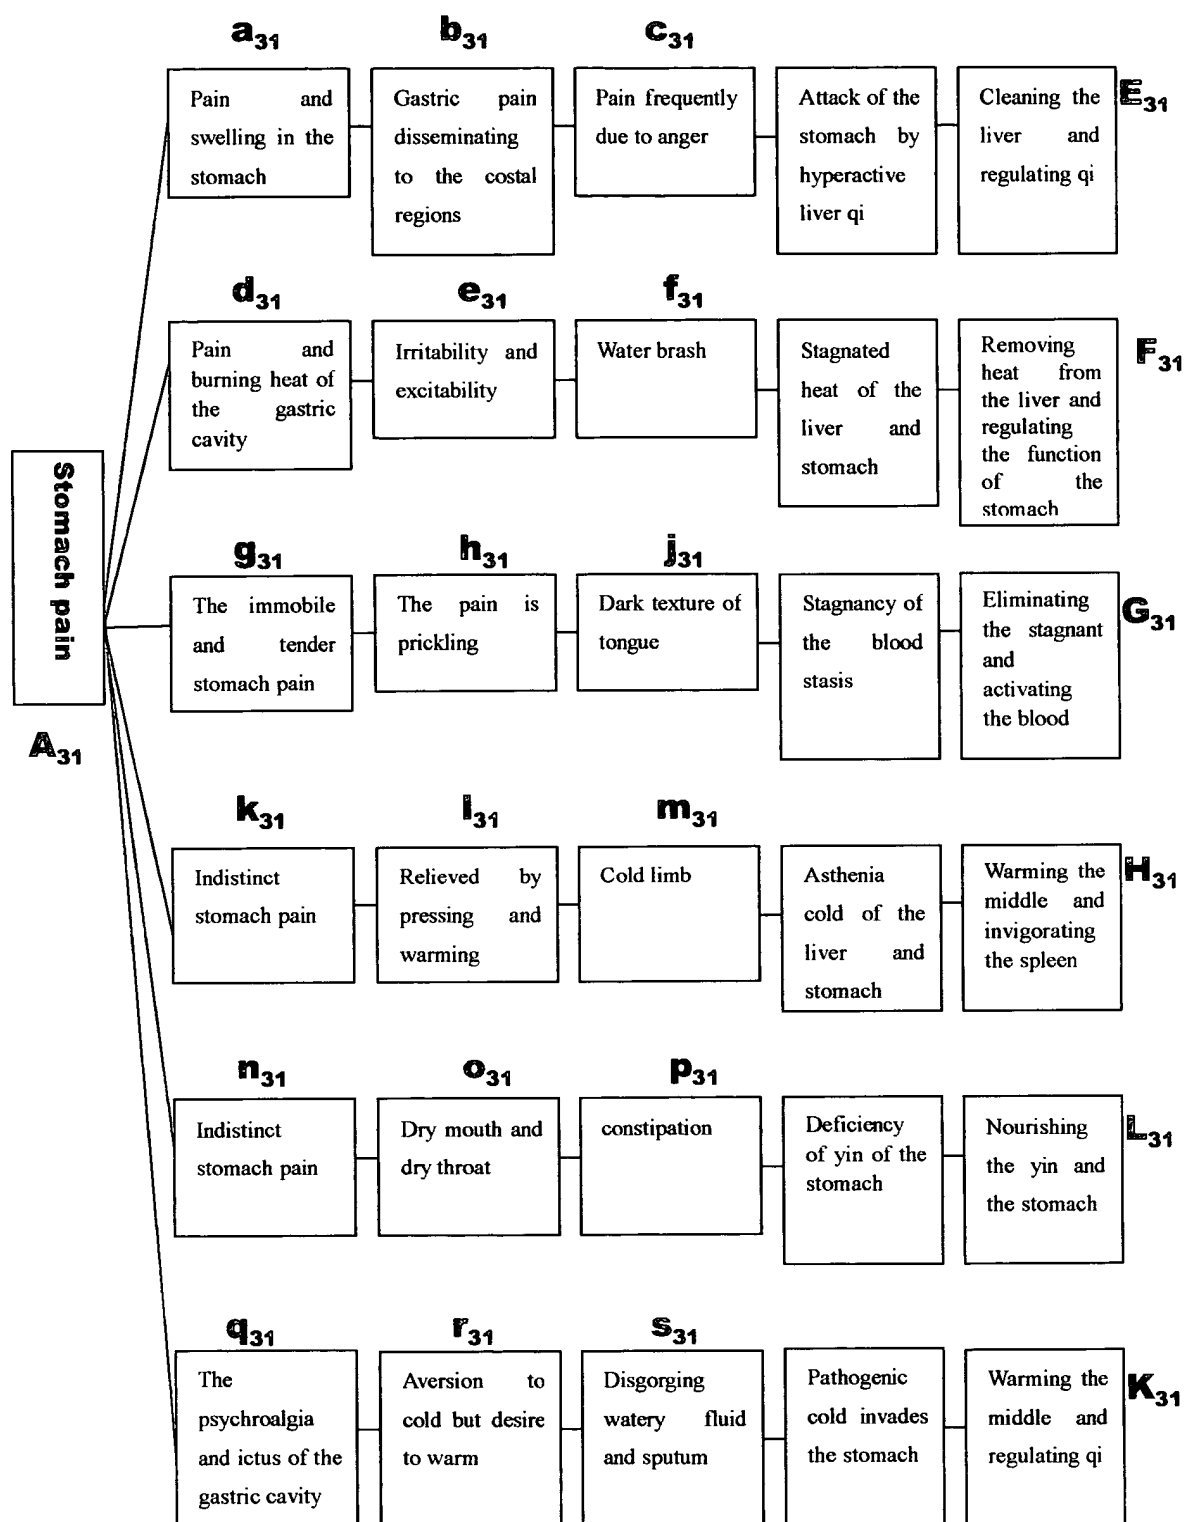 a31 b31 c31
Pain and
swelling in the
stomach
Gastric pain
disseminating
to the costal
regions
Pain frequently
due to anger
Attack of the
stomach by
hyperactive
liver qi
Cleaning the
liver and
regulating qi
E31
d31 e31 f31
Pain and
burning heat of
the gastric
cavity
Irritability and
excitability
Water brash
Stagnated
heat of the
liver and
stomach
Removing
heat from
the liver and
regulating
the function
of the
stomach
F31
Stomach pain
A31
g31 h31 j31
The immobile
and tender
stomach pain
The pain is
prickling
Dark texture of
tongue
Stagnancy of
the blood
stasis
Eliminating
the stagnant
and
activating
the blood
G31
k31 l31 m31
Indistinct
stomach pain
Relieved by
pressing and
warming
Cold limb
Asthenia
cold of the
liver and
stomach
Warming the
middle and
invigorating
the spleen
H31
n31 o31 p31
Indistinct
stomach pain
Dry mouth and
dry throat
constipation
Deficiency
of yin of the
stomach
Nourishing
the yin and
the stomach
L31
q31 r31 s31
The
psychroalgia
and ictus of the
gastric cavity
Aversion to
cold but desire
to warm
Disgorging
watery fluid
and sputum
Pathogenic
cold invades
the stomach
Warming the
middle and
regulating qi
K31